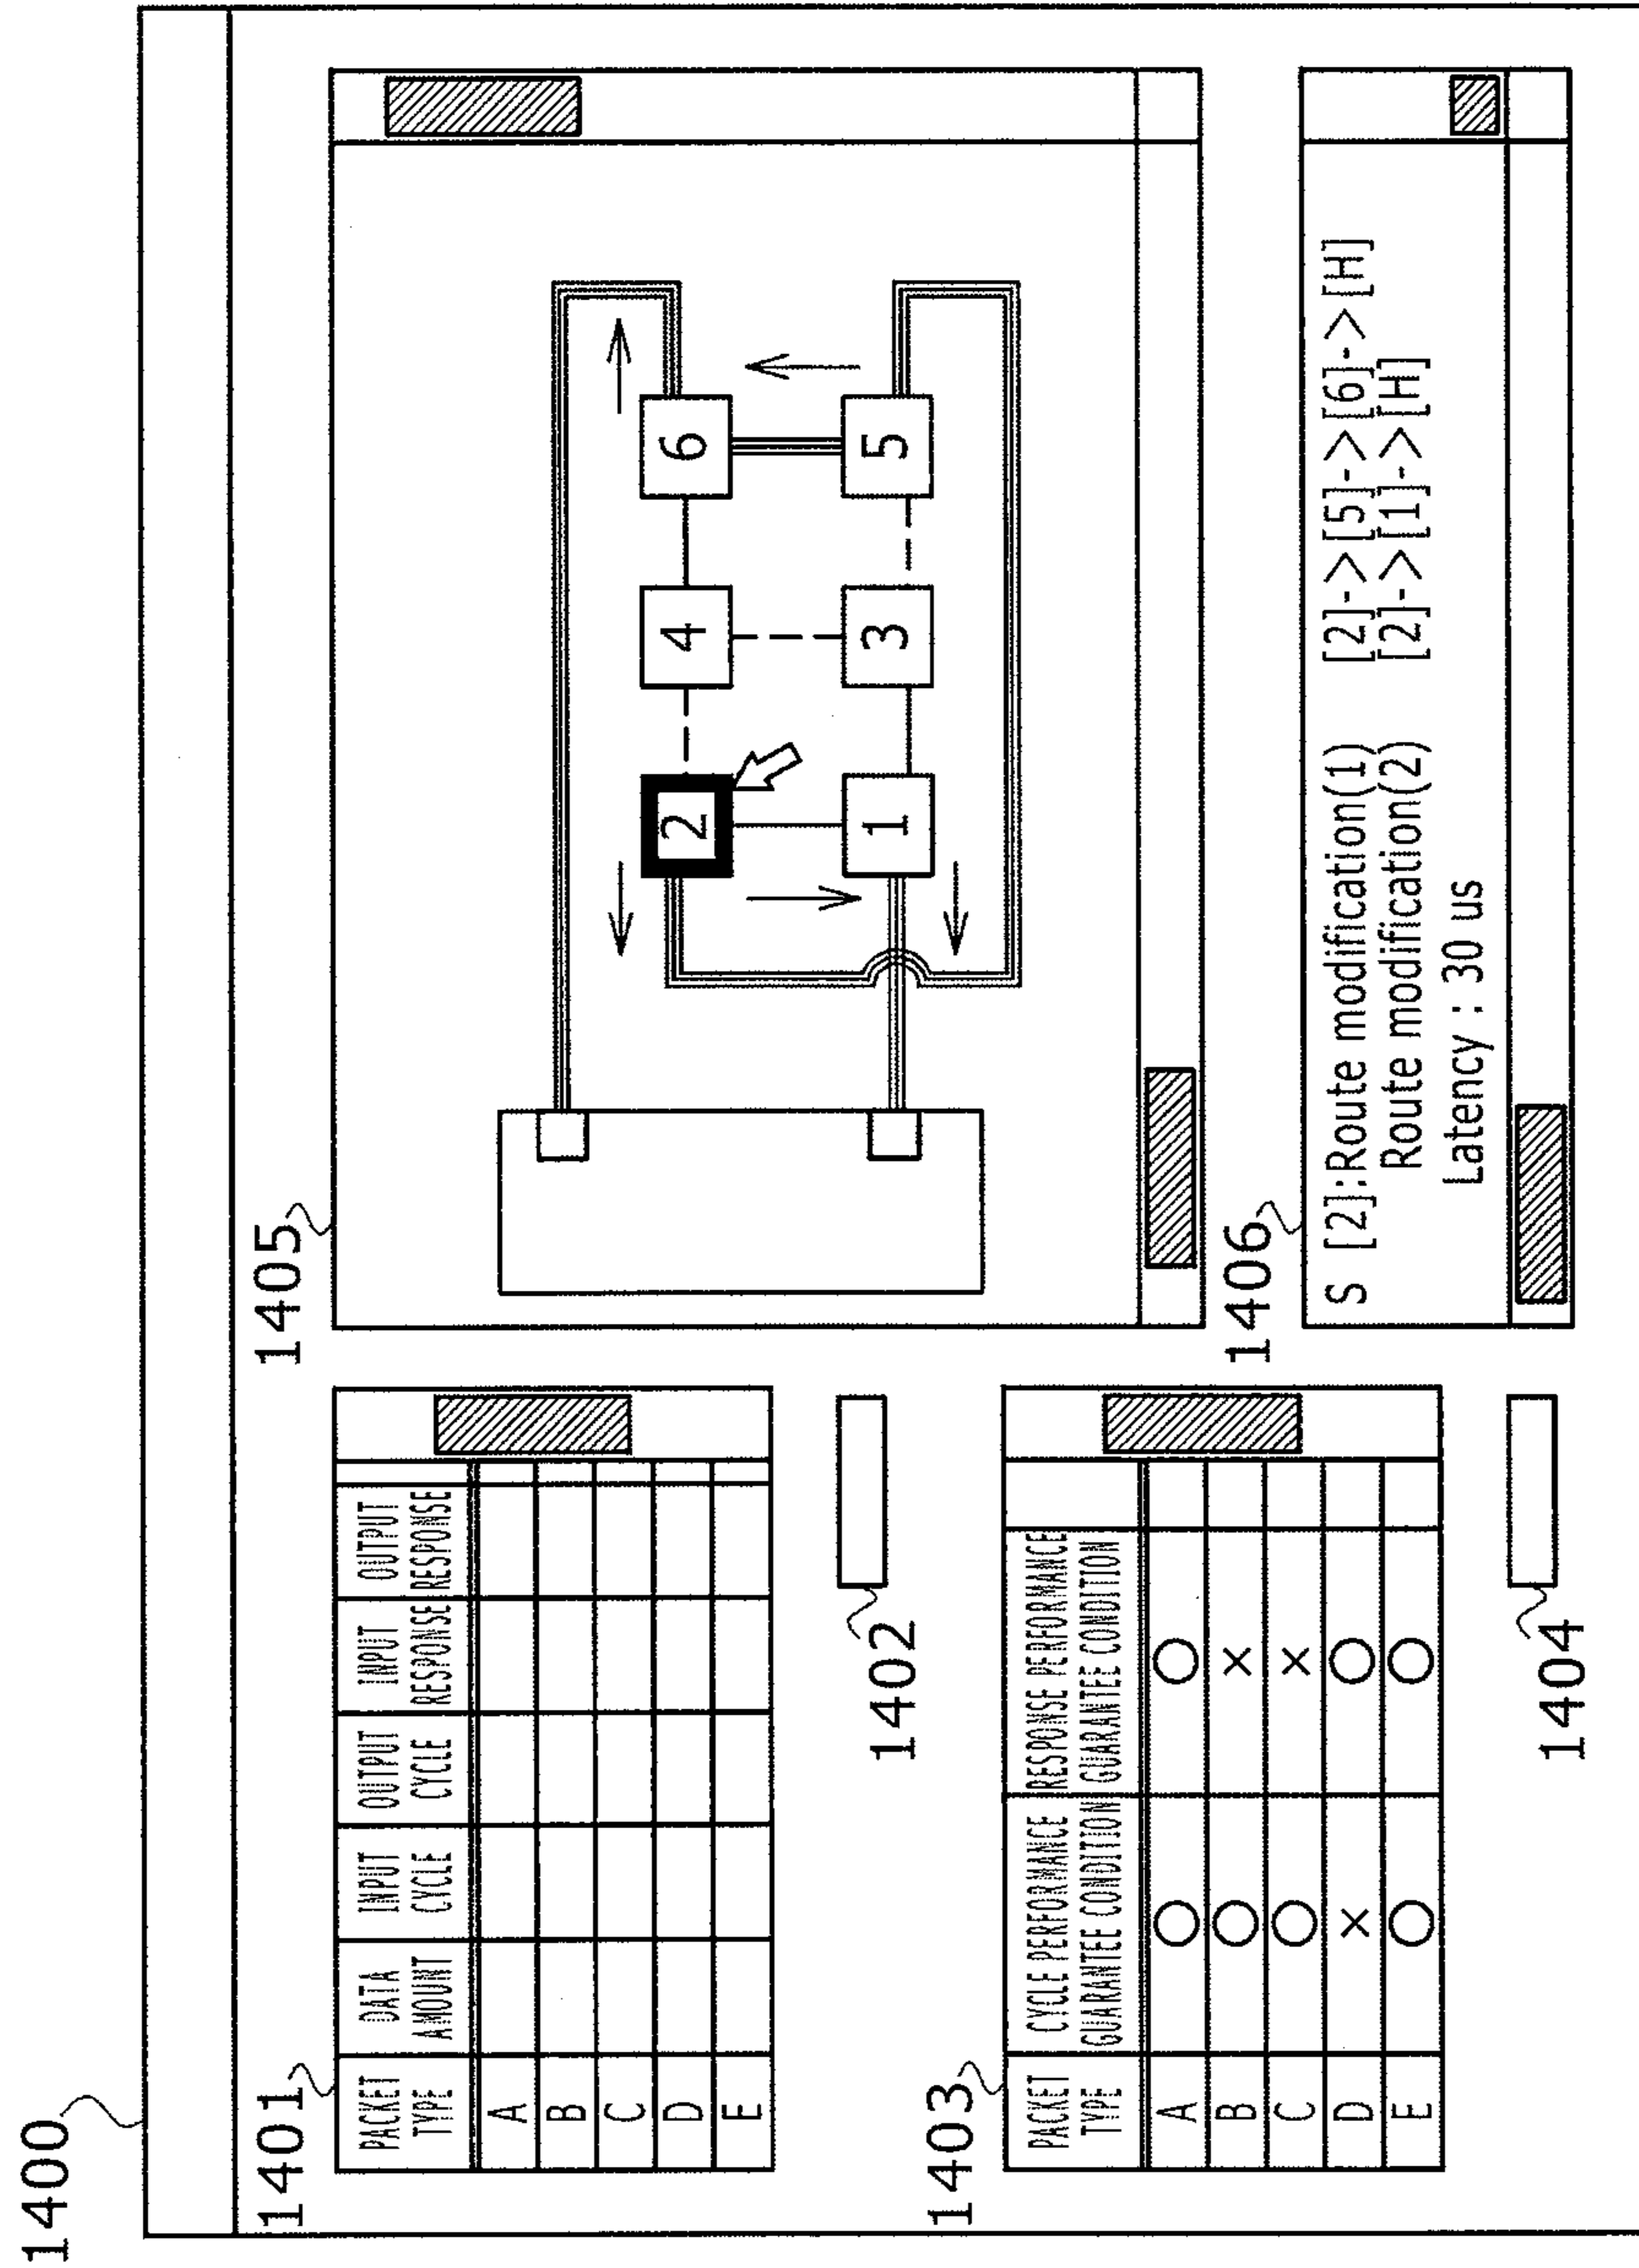 1400
1401
PACKET TYPE DATA AMOUNT INPUT CYCLE OUTPUT CYCLE INPUT RESPONSE OUTPUT RESPONSE
A
B
C
D
E
1402
1403
PACKET TYPE CYCLE PERFORMANCE GUARANTEE CONDITION RESPONSE PERFORMANCE GUARANTEE CONDITION
A ○ ○
B ○ ×
C ○ ×
D × ○
E ○ ○
1404
1405
2 4 6
1 3 5
1406
S [2]:Route modification(1) [2]->[5]->[6]->[H]
Route modification(2) [2]->[1]->[H]
Latency : 30 us